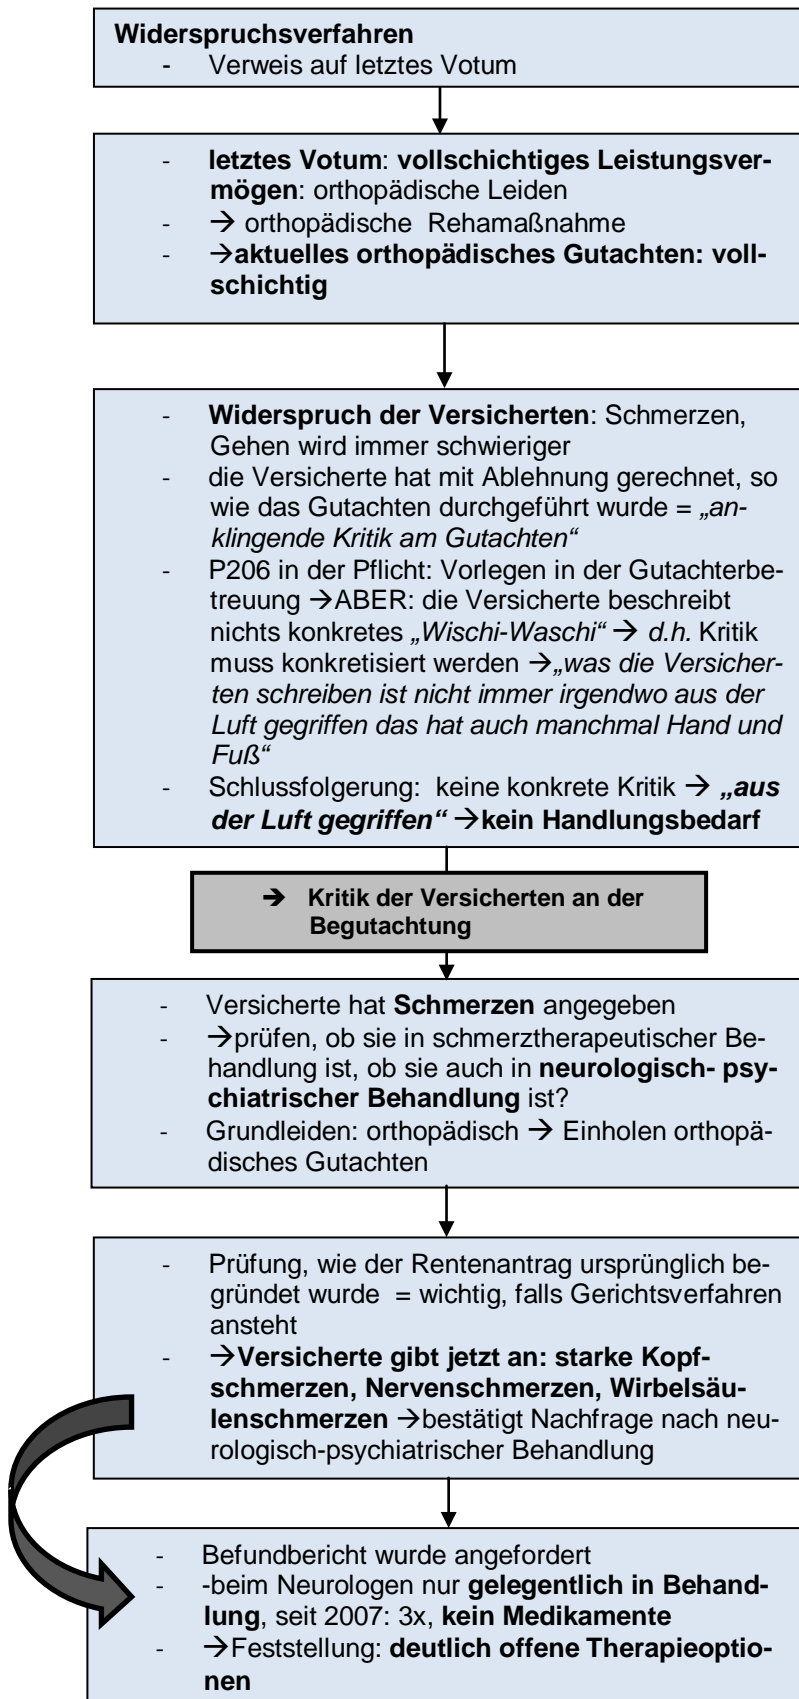 Widerspruchsverfahren
- Verweis auf letztes Votum
- letztes Votum: vollschichtiges Leistungsver-
mögen: orthopädische Leiden
- → orthopädische Rehamaßnahme
- →aktuelles orthopädisches Gutachten: voll-
schichtig
- Widerspruch der Versicherten: Schmerzen,
Gehen wird immer schwieriger
- die Versicherte hat mit Ablehnung gerechnet, so
wie das Gutachten durchgeführt wurde = „an-
klingende Kritik am Gutachten“
- P206 in der Pflicht: Vorlegen in der Gutachterbe-
treuung →ABER: die Versicherte beschreibt
nichts konkretes „Wischi-Waschi“ → d.h. Kritik
muss konkretisiert werden →„was die Versicher-
ten schreiben ist nicht immer irgendwo aus der
Luft gegriffen das hat auch manchmal Hand und
Fuß“
- Schlussfolgerung: keine konkrete Kritik → „aus
der Luft gegriffen“ →kein Handlungsbedarf
→ Kritik der Versicherten an der
Begutachtung
- Versicherte hat Schmerzen angegeben
- →prüfen, ob sie in schmerztherapeutischer Be-
handlung ist, ob sie auch in neurologisch- psy-
chiatrischer Behandlung ist?
- Grundleiden: orthopädisch → Einholen orthopä-
disches Gutachten
- Prüfung, wie der Rentenantrag ursprünglich be-
gründet wurde = wichtig, falls Gerichtsverfahren
ansteht
- →Versicherte gibt jetzt an: starke Kopf-
schmerzen, Nervenschmerzen, Wirbelsäu-
lenschmerzen →bestätigt Nachfrage nach neu-
rologisch-psychiatrischer Behandlung
- Befundbericht wurde angefordert
- -beim Neurologen nur gelegentlich in Behand-
lung, seit 2007: 3x, kein Medikamente
- →Feststellung: deutlich offene Therapieoptio-
nen